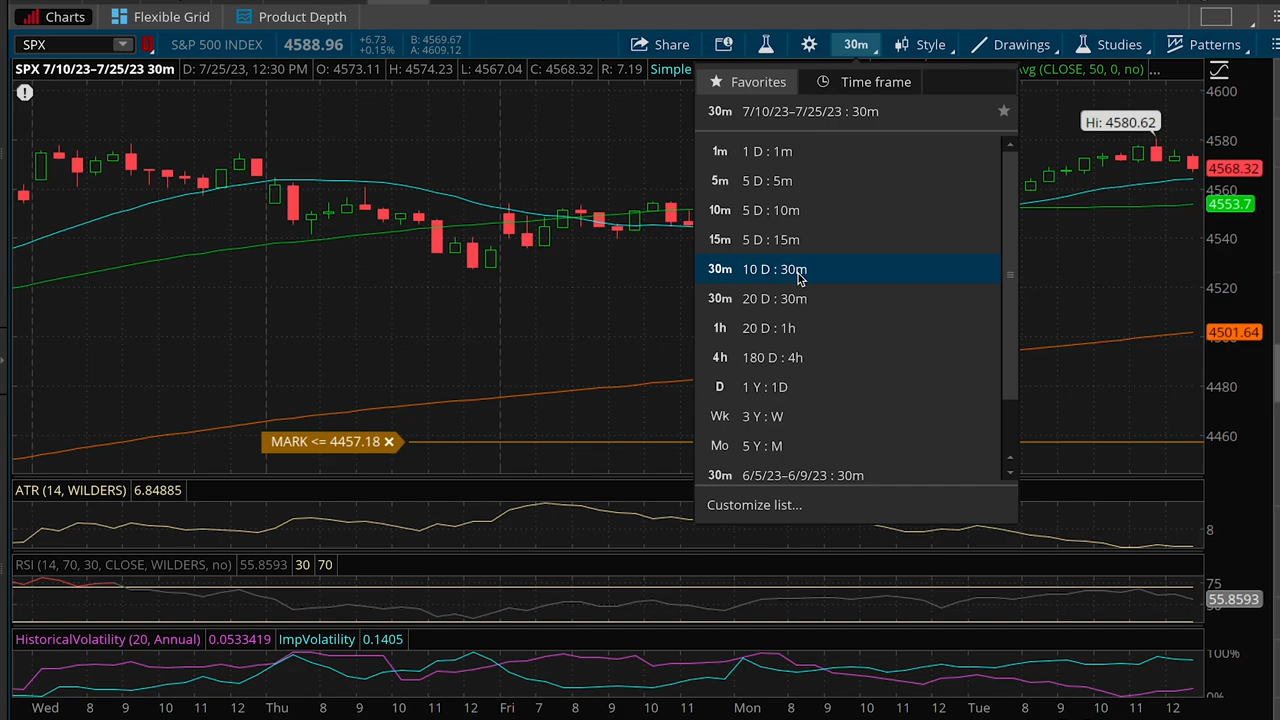 Charts Flexible Grid Product Depth
SPX S&P 500 INDEX 4588.96 +6.73 +0.15% B: 4569.67 A: 4609.12 Share 30m Style Drawings Studies Patterns
SPX 7/10/23–7/25/23 30m D: 7/25/23, 12:30 PM O: 4573.11 H: 4574.23 L: 4567.04 C: 4568.32 R: 7.19 Simple
Avg (CLOSE, 50, 0, no) ...
Favorites Time frame
30m 7/10/23–7/25/23 : 30m
1m 1 D : 1m
5m 5 D : 5m
10m 5 D : 10m
15m 5 D : 15m
30m 10 D : 30m
30m 20 D : 30m
1h 20 D : 1h
4h 180 D : 4h
D 1 Y : 1D
Wk 3 Y : W
Mo 5 Y : M
30m 6/5/23–6/9/23 : 30m
Customize list...
Hi: 4580.62
4600
4580
4568.32
4560
4553.7
4540
4520
4501.64
4480
4460
MARK <= 4457.18
ATR (14, WILDERS) 6.84885
8
RSI (14, 70, 30, CLOSE, WILDERS, no) 55.8593 30 70
75
55.8593
HistoricalVolatility (20, Annual) 0.0533419 ImpVolatility 0.1405
100%
0%
Wed 8 9 10 11 12 Thu 8 9 10 11 12 Fri 7 8 9 10 11 Mon 8 9 10 11 12 Tue 8 9 10 11 12